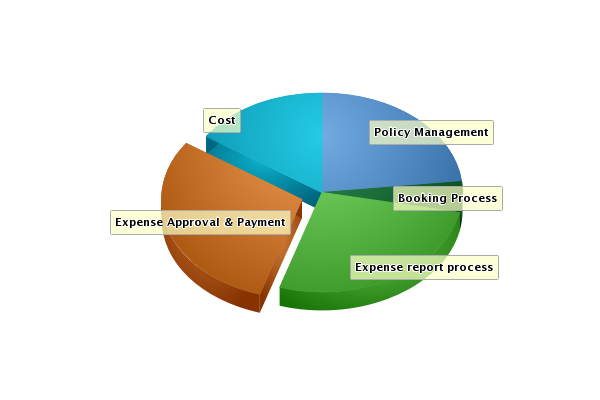 Cost
Policy Management
Booking Process
Expense Approval & Payment
Expense report process